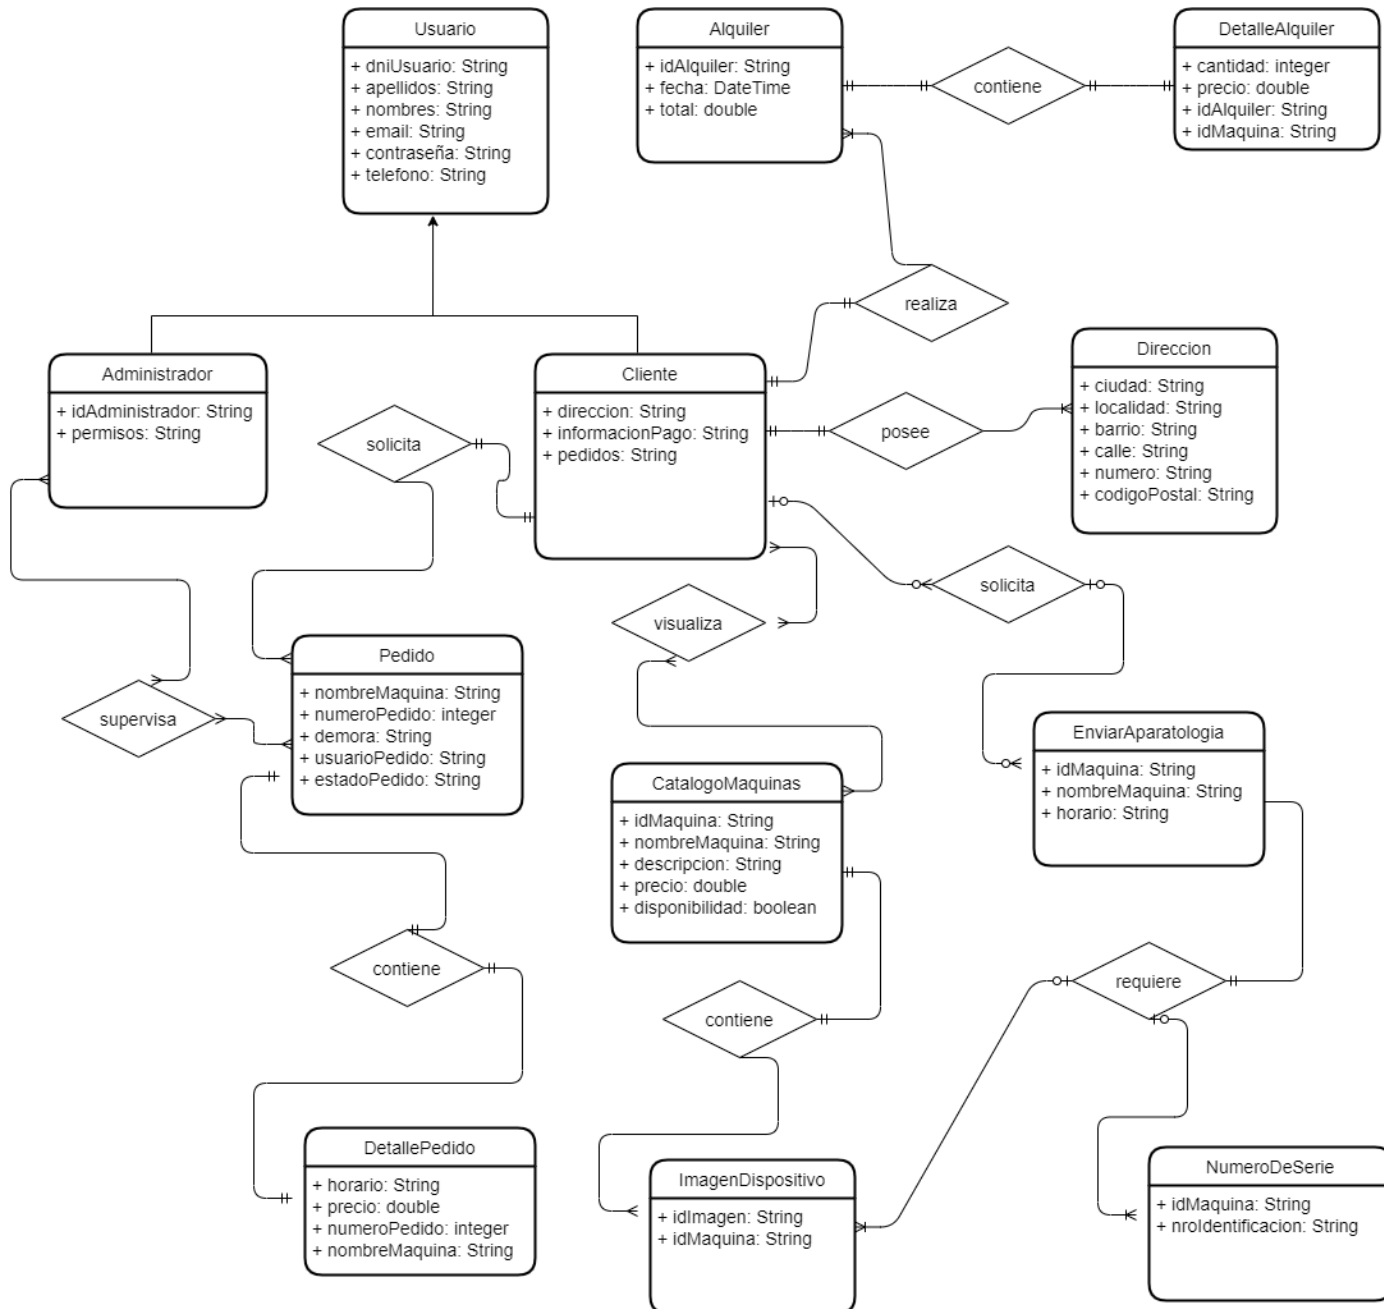 Usuario
+ dniUsuario: String
+ apellidos: String
+ nombres: String
+ email: String
+ contraseña: String
+ telefono: String
Alquiler
+ idAlquiler: String
+ fecha: DateTime
+ total: double
contiene
DetalleAlquiler
+ cantidad: integer
+ precio: double
+ idAlquiler: String
+ idMaquina: String
realiza
Administrador
+ idAdministrador: String
+ permisos: String
solicita
Cliente
+ direccion: String
+ informacionPago: String
+ pedidos: String
posee
Direccion
+ ciudad: String
+ localidad: String
+ barrio: String
+ calle: String
+ numero: String
+ codigoPostal: String
solicita
visualiza
supervisa
Pedido
+ nombreMaquina: String
+ numeroPedido: integer
+ demora: String
+ usuarioPedido: String
+ estadoPedido: String
CatalogoMaquinas
+ idMaquina: String
+ nombreMaquina: String
+ descripcion: String
+ precio: double
+ disponibilidad: boolean
EnviarAparatologia
+ idMaquina: String
+ nombreMaquina: String
+ horario: String
contiene
contiene
requiere
DetallePedido
+ horario: String
+ precio: double
+ numeroPedido: integer
+ nombreMaquina: String
ImagenDispositivo
+ idImagen: String
+ idMaquina: String
NumeroDeSerie
+ idMaquina: String
+ nroIdentificacion: String